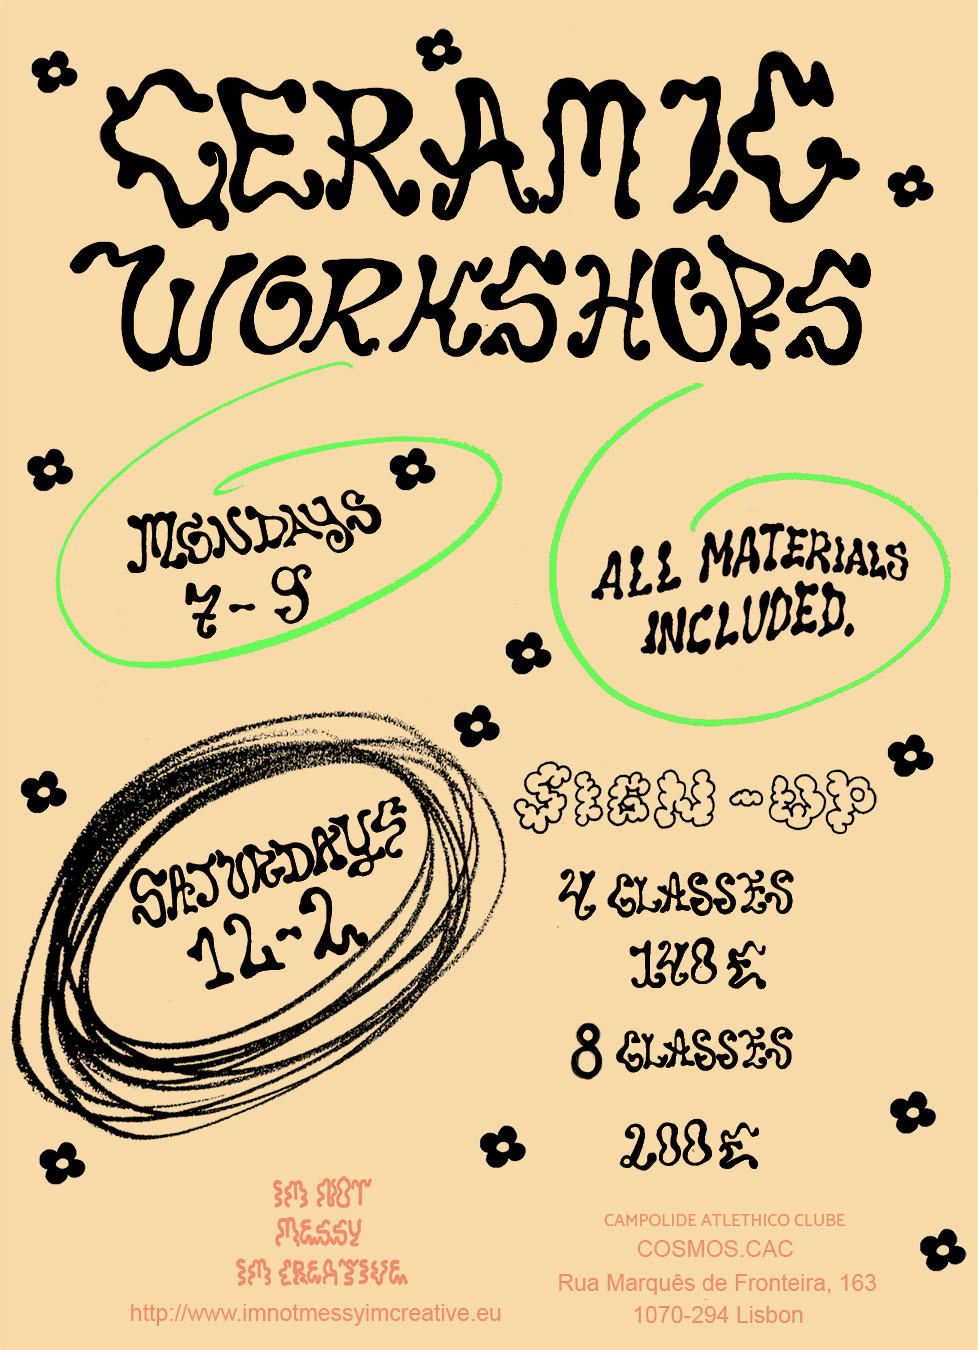 CERAMIC
WORKSHOPS
MONDAYS
7-9
ALL MATERIALS
INCLUDED.
SATURDAYS
12-2
SIGN-UP
4 CLASSES
140€
8 CLASSES
200€
IM NOT
MESSY
IM CREATIVE
http://www.imnotmessyimcreative.eu
CAMPOLIDE ATLETHICO CLUBE
COSMOS.CAC
Rua Marquês de Fronteira, 163
1070-294 Lisbon